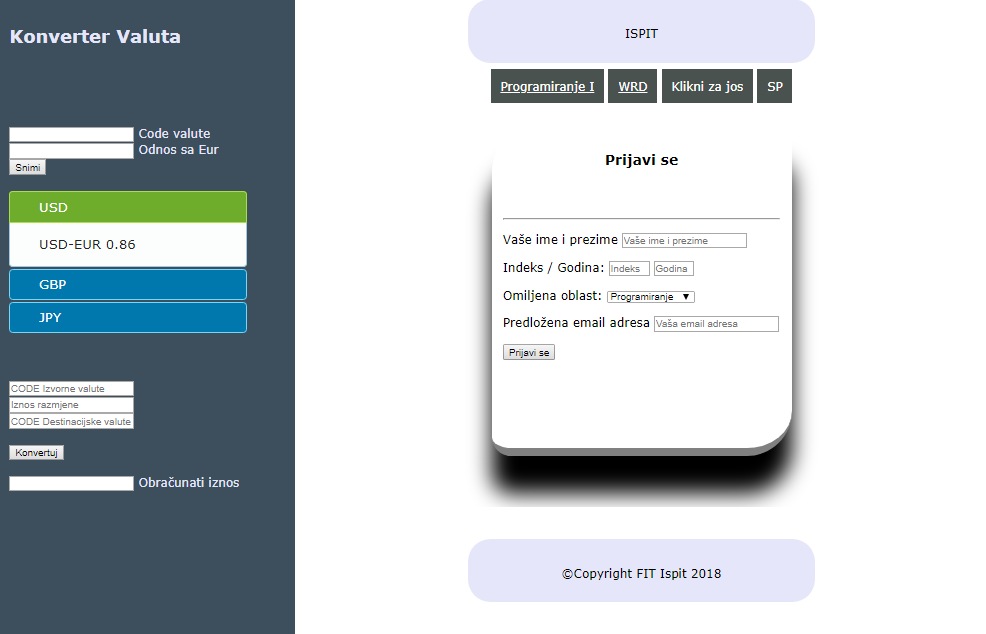 Konverter Valuta
Code valute
Odnos sa Eur
Snimi
USD
USD-EUR 0.86
GBP
JPY
CODE Izvorne valute
Iznos razmjene
CODE Destinacijske valute
Konvertuj
Obračunati iznos
ISPIT
Programiranje I WRD Klikni za jos SP
Prijavi se
Vaše ime i prezime Vaše ime i prezime
Indeks / Godina: Indeks Godina
Omiljena oblast: Programiranje
Predložena email adresa Vaša email adresa
Prijavi se
©Copyright FIT Ispit 2018